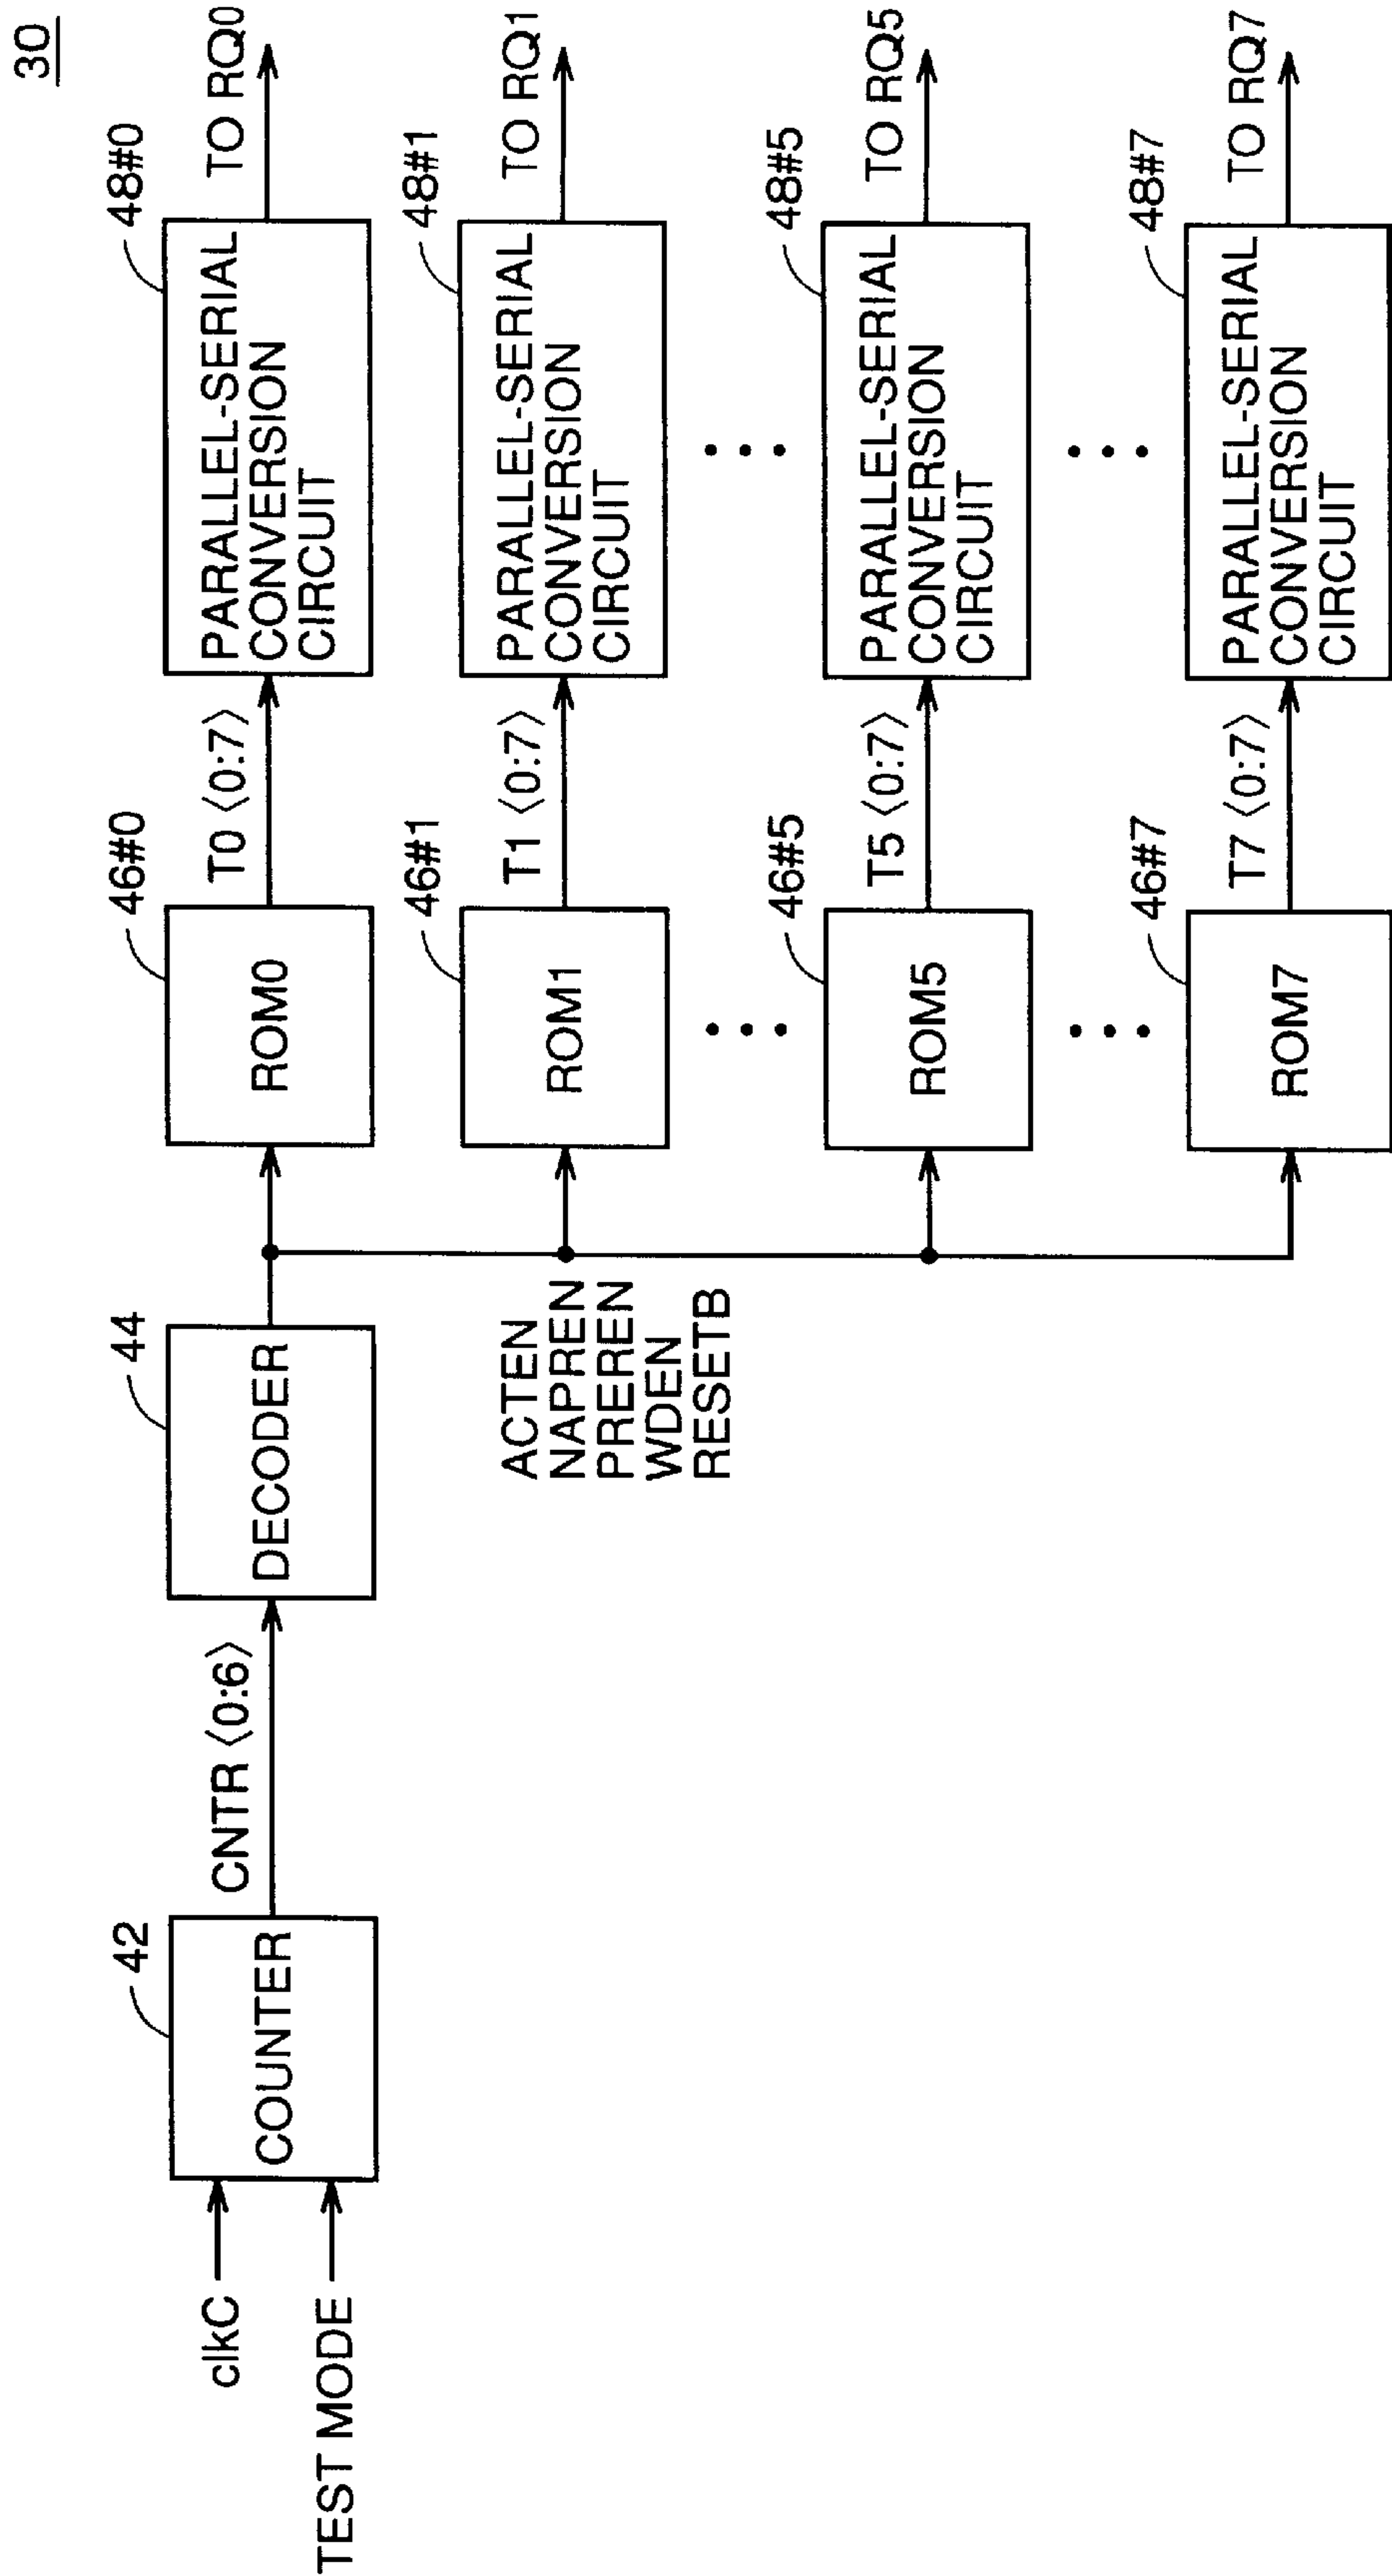 30
clkC
TEST MODE
42
COUNTER
CNTR ⟨0:6⟩
44
DECODER
ACTEN
NAPREN
PREREN
WDEN
RESETB
46#0
ROM0
T0 ⟨0:7⟩
48#0
PARALLEL-SERIAL
CONVERSION
CIRCUIT
TO RQ0
46#1
ROM1
T1 ⟨0:7⟩
48#1
PARALLEL-SERIAL
CONVERSION
CIRCUIT
TO RQ1
46#5
ROM5
T5 ⟨0:7⟩
48#5
PARALLEL-SERIAL
CONVERSION
CIRCUIT
TO RQ5
46#7
ROM7
T7 ⟨0:7⟩
48#7
PARALLEL-SERIAL
CONVERSION
CIRCUIT
TO RQ7